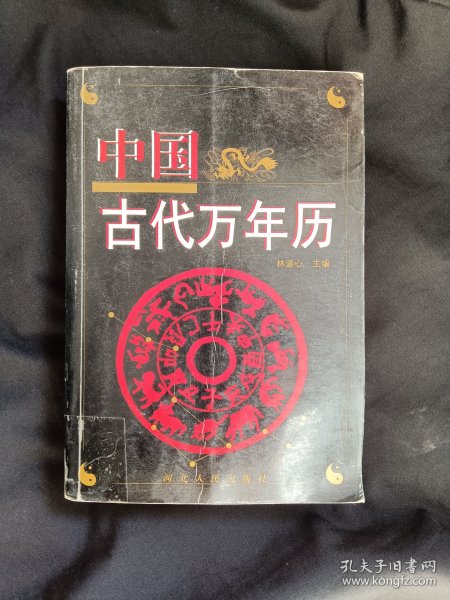 中国
古代万年历
林道心 主编
河北人民出版社
孔夫子旧书网
www.kongfz.com